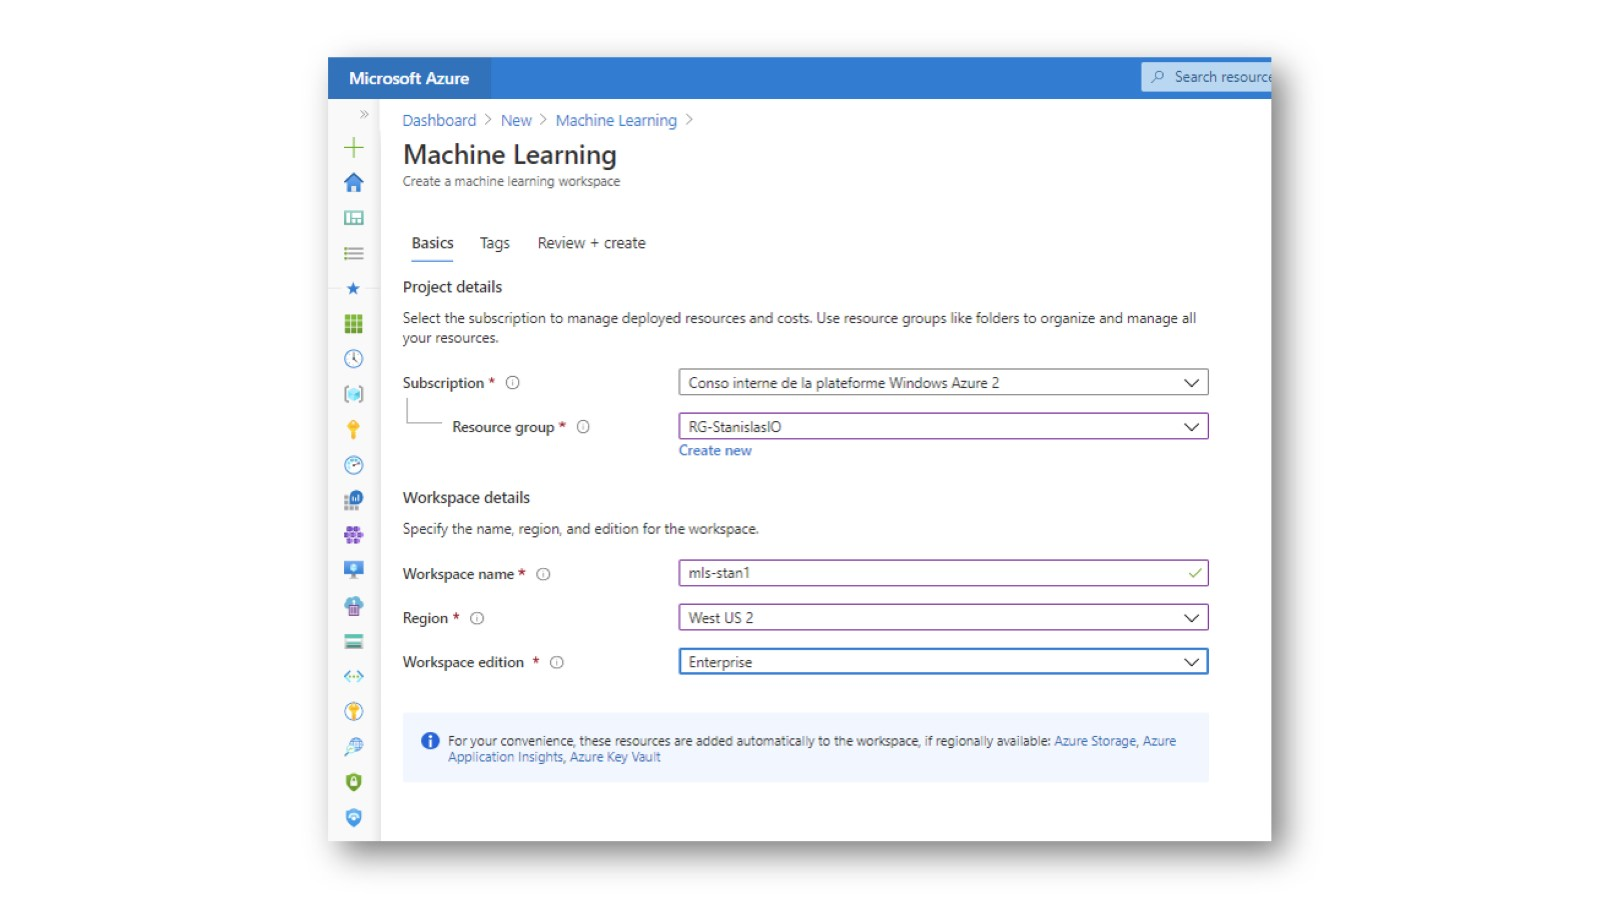 Microsoft Azure
Search resource
Dashboard > New > Machine Learning >
Machine Learning
Create a machine learning workspace
Basics Tags Review + create
Project details
Select the subscription to manage deployed resources and costs. Use resource groups like folders to organize and manage all
your resources.
Subscription * Conso interne de la plateforme Windows Azure 2
Resource group * RG-StanislasIO
Create new
Workspace details
Specify the name, region, and edition for the workspace.
Workspace name * mls-stan1
Region * West US 2
Workspace edition * Enterprise
For your convenience, these resources are added automatically to the workspace, if regionally available: Azure Storage, Azure
Application Insights, Azure Key Vault